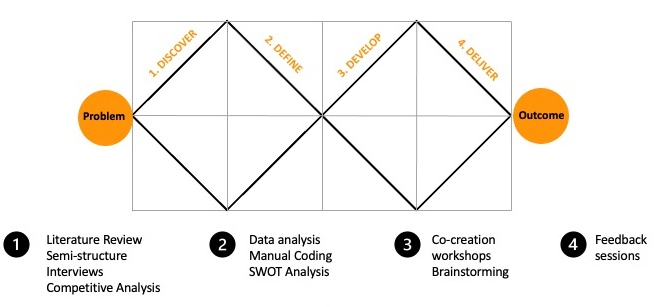 1. DISCOVER
2. DEFINE
3. DEVELOP
4. DELIVER
Problem
Outcome
1
Literature Review
Semi-structure
Interviews
Competitive Analysis
2
Data analysis
Manual Coding
SWOT Analysis
3
Co-creation
workshops
Brainstorming
4
Feedback
sessions